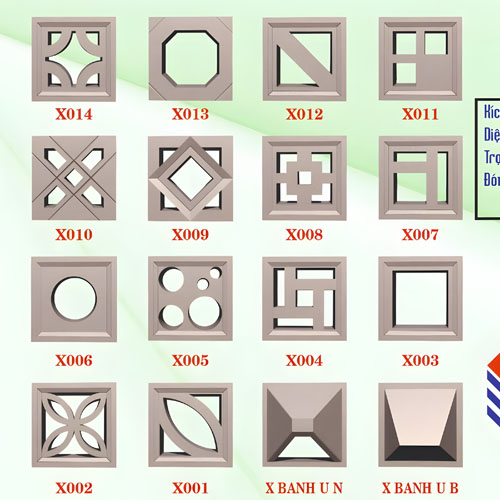 X014 X013 X012 X011
Kíc
Diệ
Trọ
Đón
X010 X009 X008 X007
X006 X005 X004 X003
X002 X001 X BANH U N X BANH U B